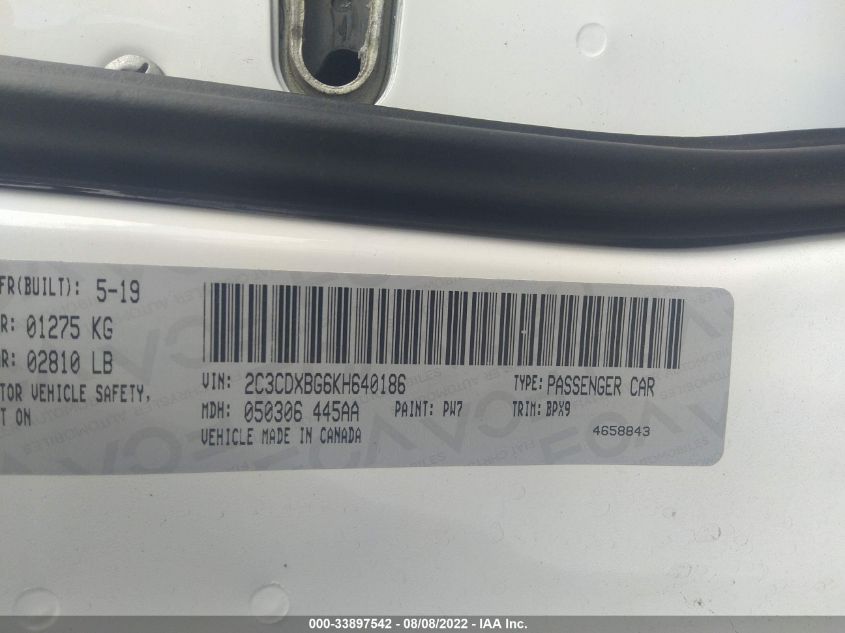 FR(BUILT): 5-19
R: 01275 KG
R: 02810 LB
TOR VEHICLE SAFETY,
T ON
VIN: 2C3CDXBG6KH640186
TYPE: PASSENGER CAR
MDH: 050306 445AA
PAINT: PW7
TRIM: BPX9
VEHICLE MADE IN CANADA
4658843
000-33897542 - 08/08/2022 - IAA Inc.